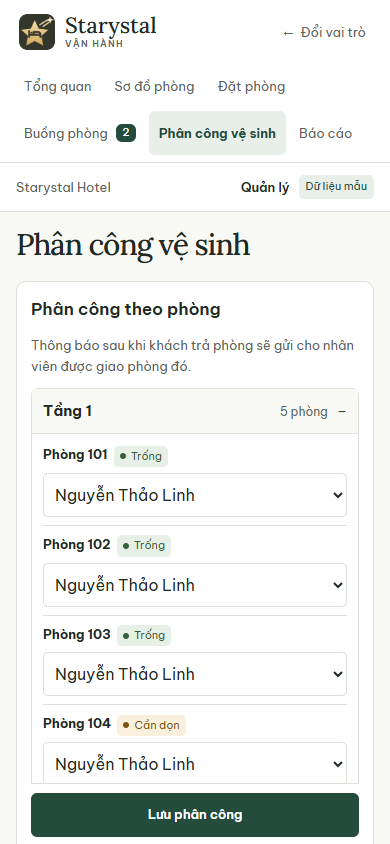 Starystal
VẬN HÀNH
← Đổi vai trò
Tổng quan Sơ đồ phòng Đặt phòng
Buồng phòng 2 Phân công vệ sinh Báo cáo
Starystal Hotel Quản lý Dữ liệu mẫu
Phân công vệ sinh
Phân công theo phòng
Thông báo sau khi khách trả phòng sẽ gửi cho nhân
viên được giao phòng đó.
Tầng 1 5 phòng −
Phòng 101 Trống
Nguyễn Thảo Linh
Phòng 102 Trống
Nguyễn Thảo Linh
Phòng 103 Trống
Nguyễn Thảo Linh
Phòng 104 Cần dọn
Nguyễn Thảo Linh
Lưu phân công